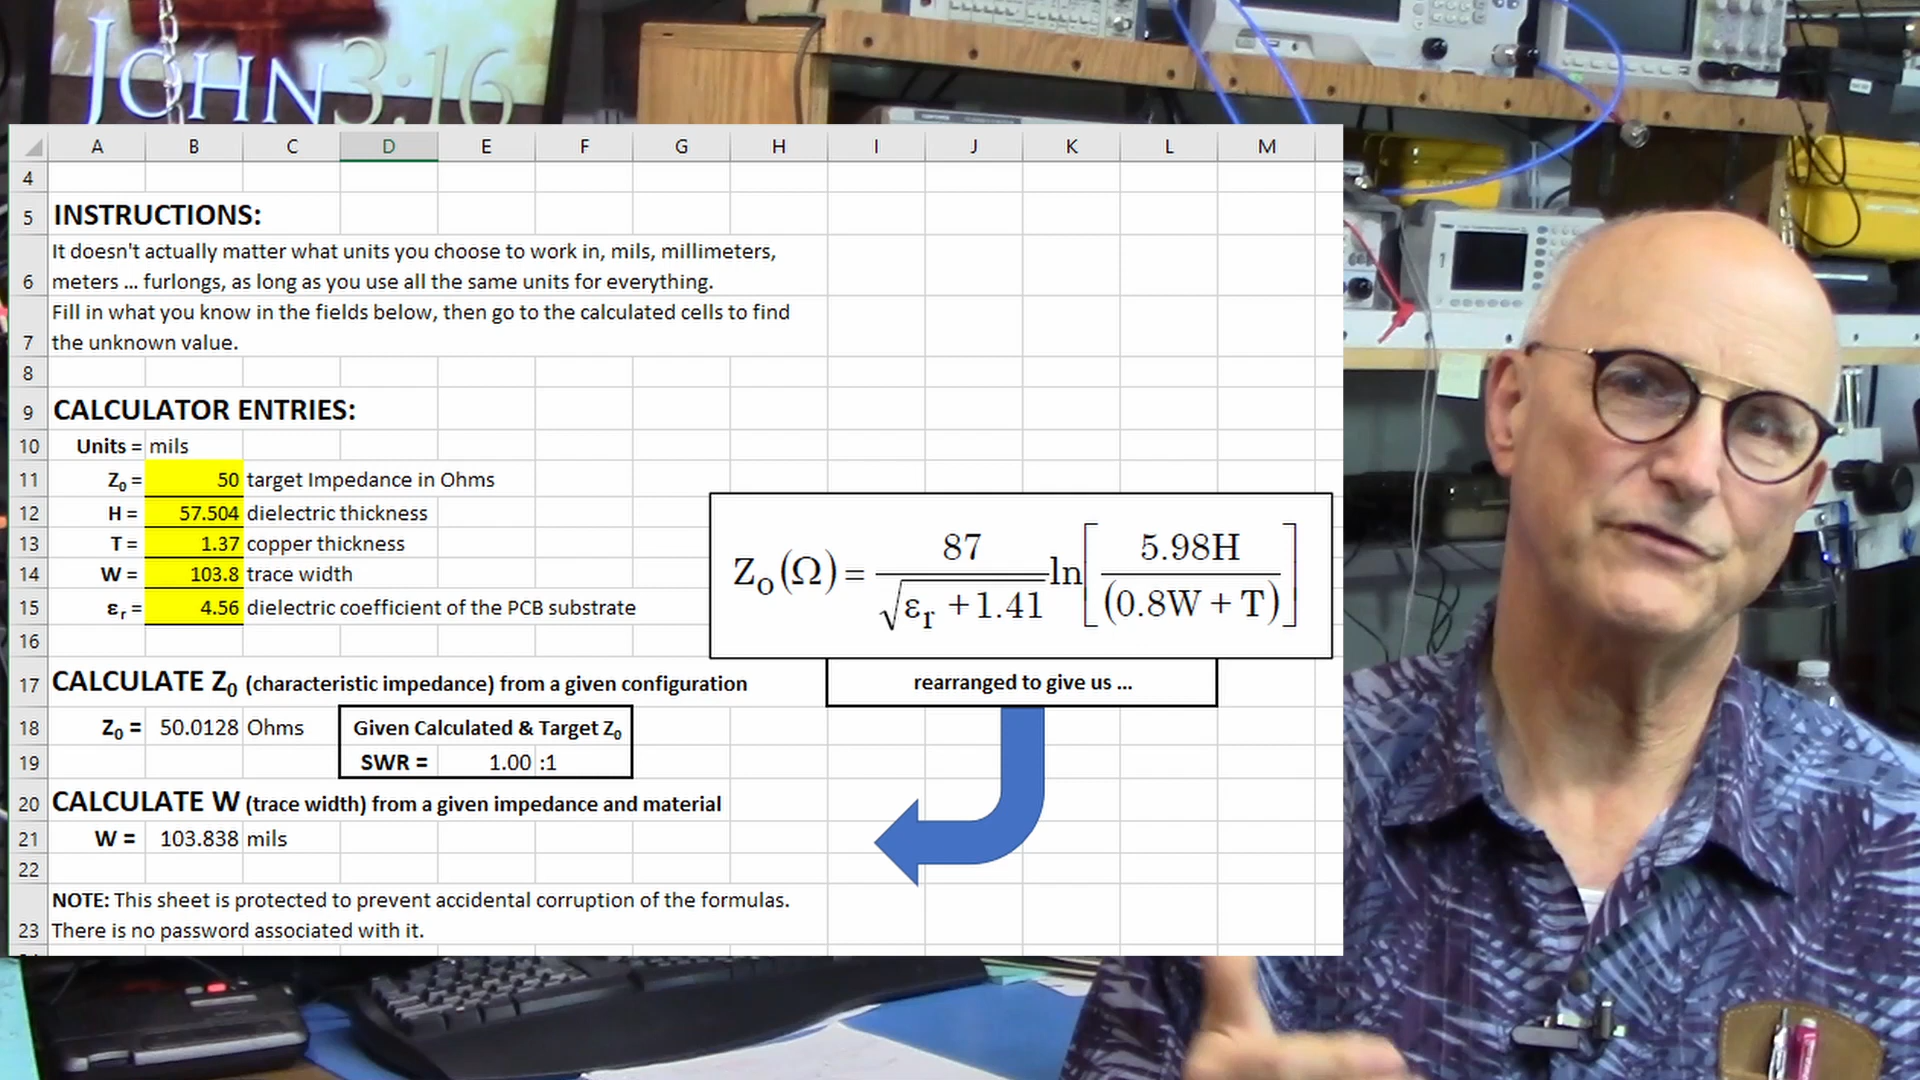 JOHN 3:16
A B C D E F G H I J K L M
4
5 INSTRUCTIONS:
It doesn't actually matter what units you choose to work in, mils, millimeters,
6 meters ... furlongs, as long as you use all the same units for everything.
Fill in what you know in the fields below, then go to the calculated cells to find
7 the unknown value.
8
9 CALCULATOR ENTRIES:
10 Units = mils
11 Z₀ = 50 target Impedance in Ohms
12 H = 57.504 dielectric thickness
13 T = 1.37 copper thickness
14 W = 103.8 trace width
15 εᵣ = 4.56 dielectric coefficient of the PCB substrate
16
Zₒ(Ω) = 87 / √(εᵣ + 1.41) ln[5.98H / (0.8W + T)]
17 CALCULATE Z₀ (characteristic impedance) from a given configuration
rearranged to give us ...
18 Z₀ = 50.0128 Ohms Given Calculated & Target Z₀
19 SWR = 1.00 :1
20 CALCULATE W (trace width) from a given impedance and material
21 W = 103.838 mils
22
NOTE: This sheet is protected to prevent accidental corruption of the formulas.
23 There is no password associated with it.